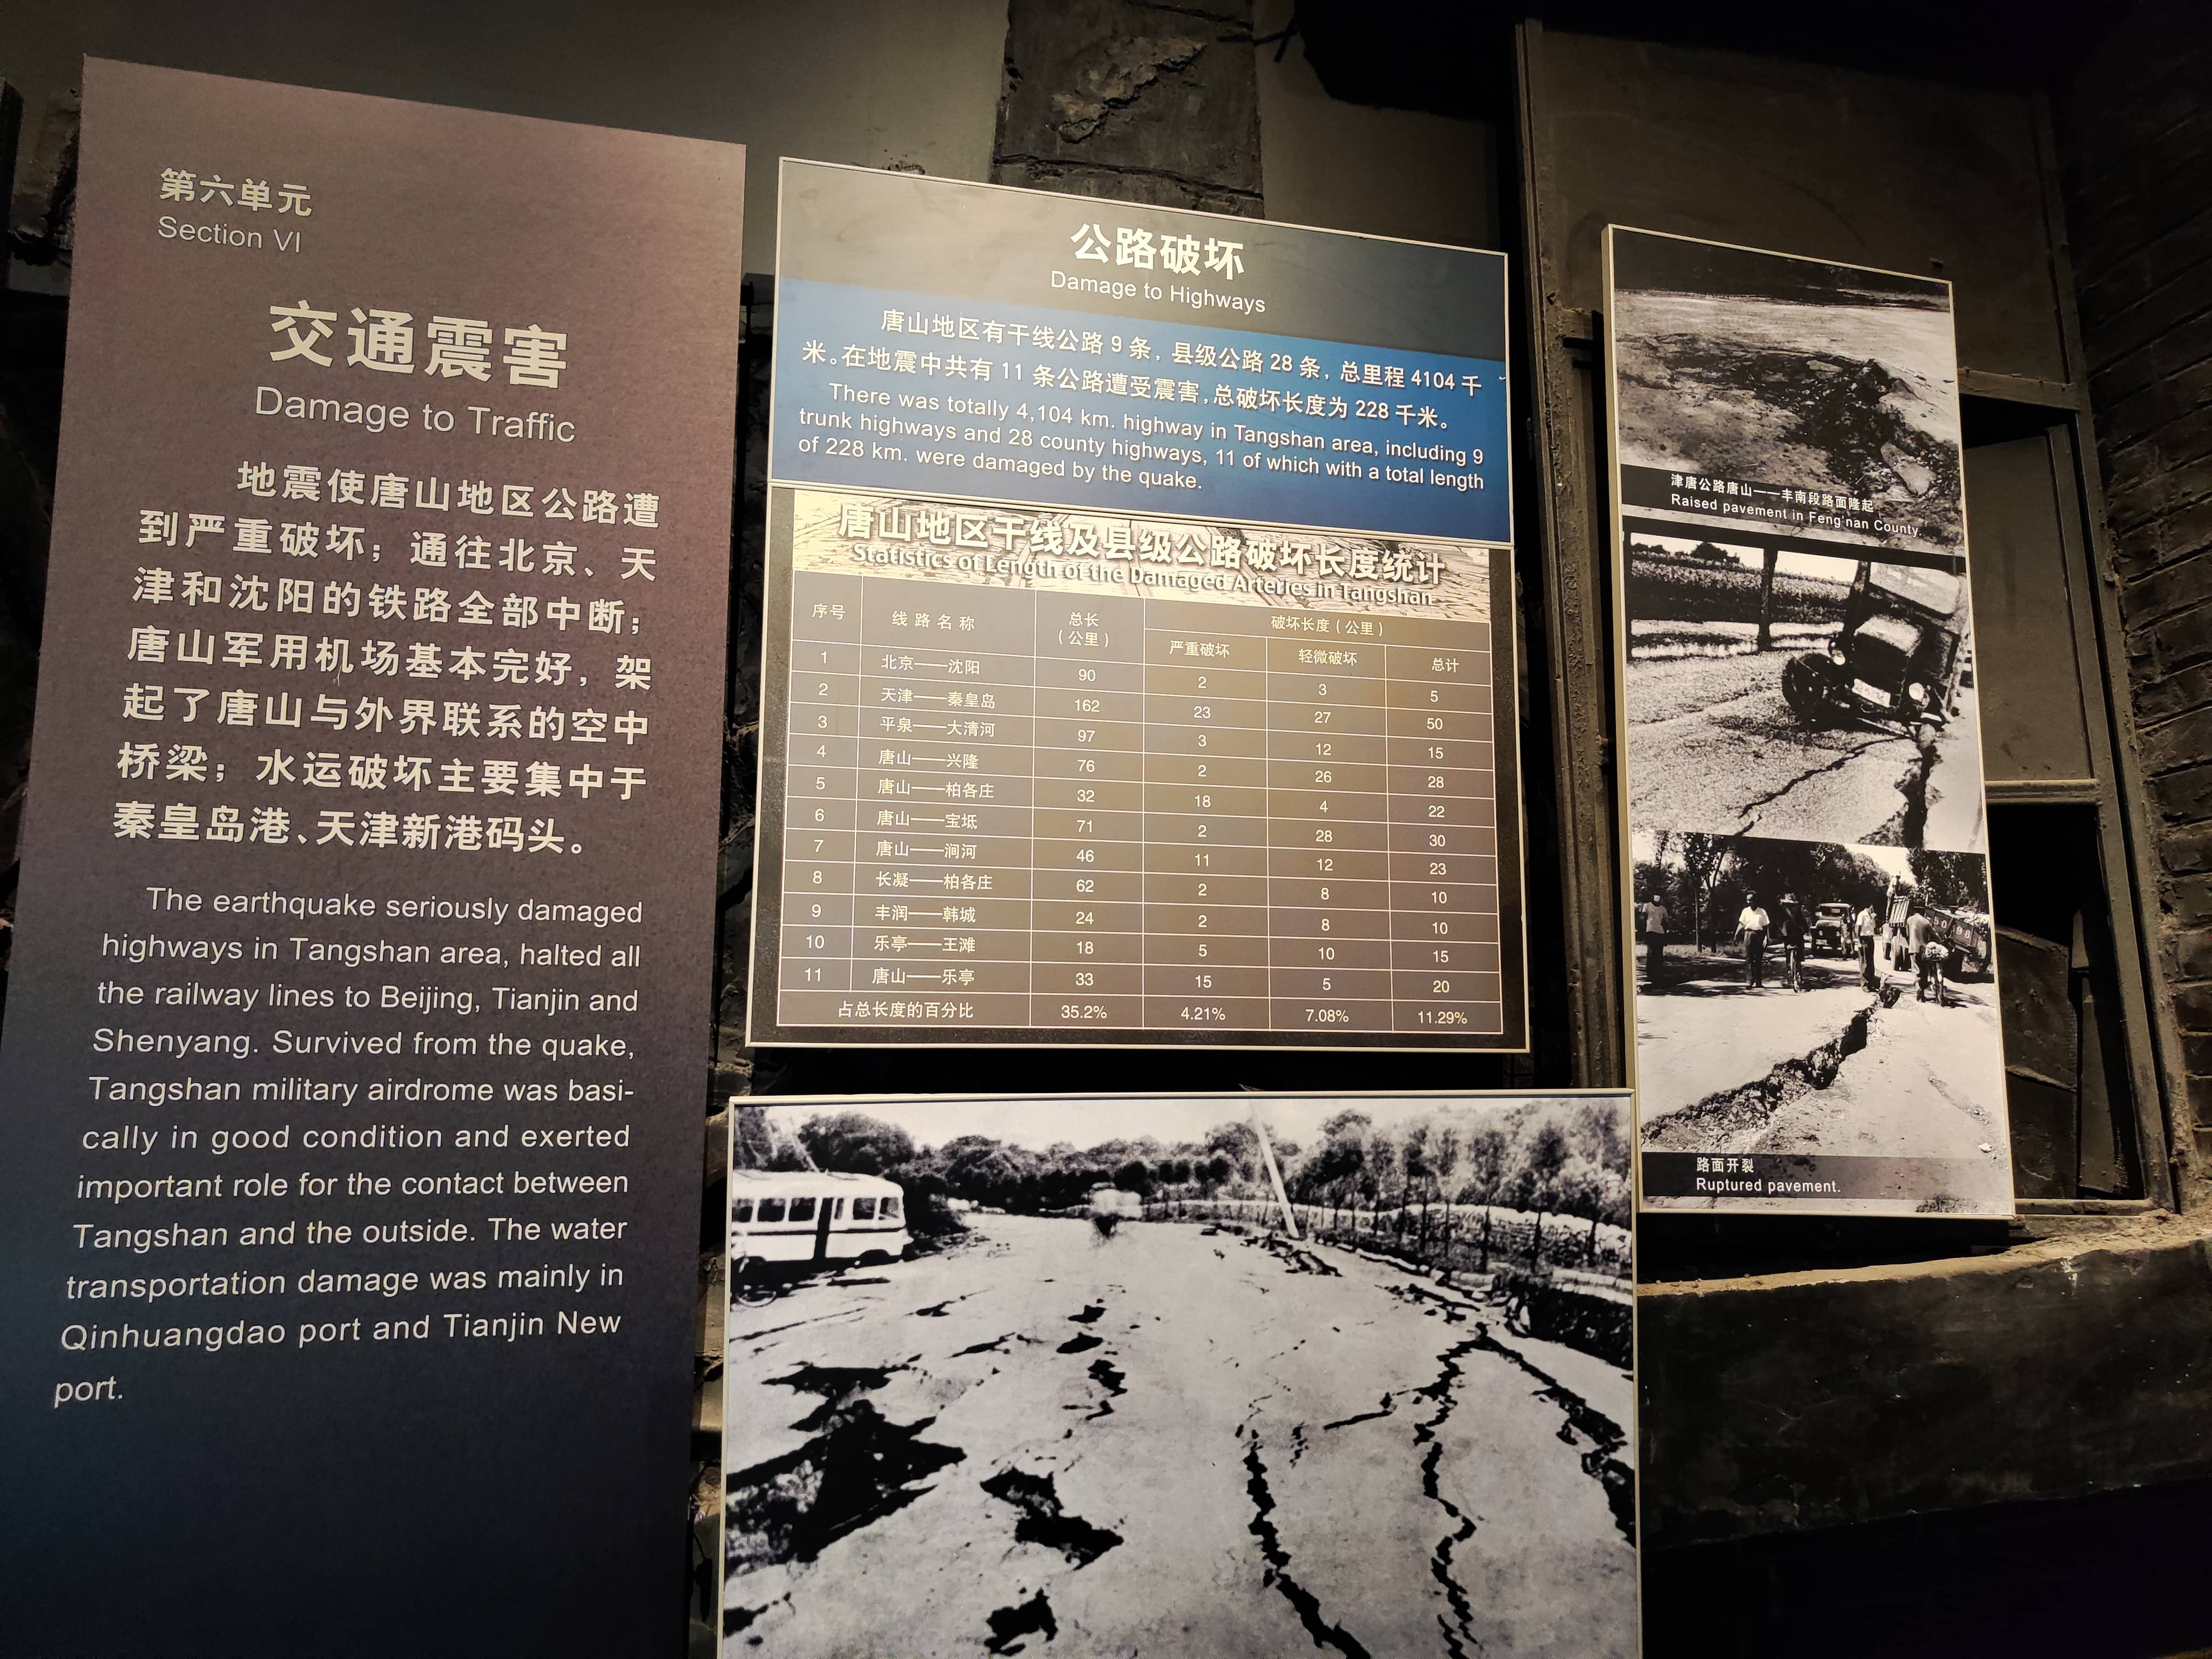 第六单元
Section VI
交通震害
Damage to Traffic
地震使唐山地区公路遭
到严重破坏；通往北京、天
津和沈阳的铁路全部中断；
唐山军用机场基本完好，架
起了唐山与外界联系的空中
桥梁；水运破坏主要集中于
秦皇岛港、天津新港码头。
The earthquake seriously damaged
highways in Tangshan area, halted all
the railway lines to Beijing, Tianjin and
Shenyang. Survived from the quake,
Tangshan military airdrome was basi-
cally in good condition and exerted
important role for the contact between
Tangshan and the outside. The water
transportation damage was mainly in
Qinhuangdao port and Tianjin New
port.
公路破坏
Damage to Highways
唐山地区有干线公路 9 条，县级公路 28 条，总里程 4104 千
米。在地震中共有 11 条公路遭受震害，总破坏长度为 228 千米。
There was totally 4,104 km. highway in Tangshan area, including 9
trunk highways and 28 county highways, 11 of which with a total length
of 228 km. were damaged by the quake.
唐山地区干线及县级公路破坏长度统计
Statistics of Length of the Damaged Arteries in Tangshan
序号 线路名称 总长（公里） 破坏长度（公里）
严重破坏 轻微破坏 总计
1 北京——沈阳 90 2 3 5
2 天津——秦皇岛 162 23 27 50
3 平泉——大清河 97 3 12 15
4 唐山——兴隆 76 2 26 28
5 唐山——柏各庄 32 18 4 22
6 唐山——宝坻 71 2 28 30
7 唐山——涧河 46 11 12 23
8 长凝——柏各庄 62 2 8 10
9 丰润——韩城 24 2 8 10
10 乐亭——王滩 18 5 10 15
11 唐山——乐亭 33 15 5 20
占总长度的百分比 35.2% 4.21% 7.08% 11.29%
津唐公路唐山——丰南段路面隆起
Raised pavement in Feng'nan County.
路面开裂
Ruptured pavement.